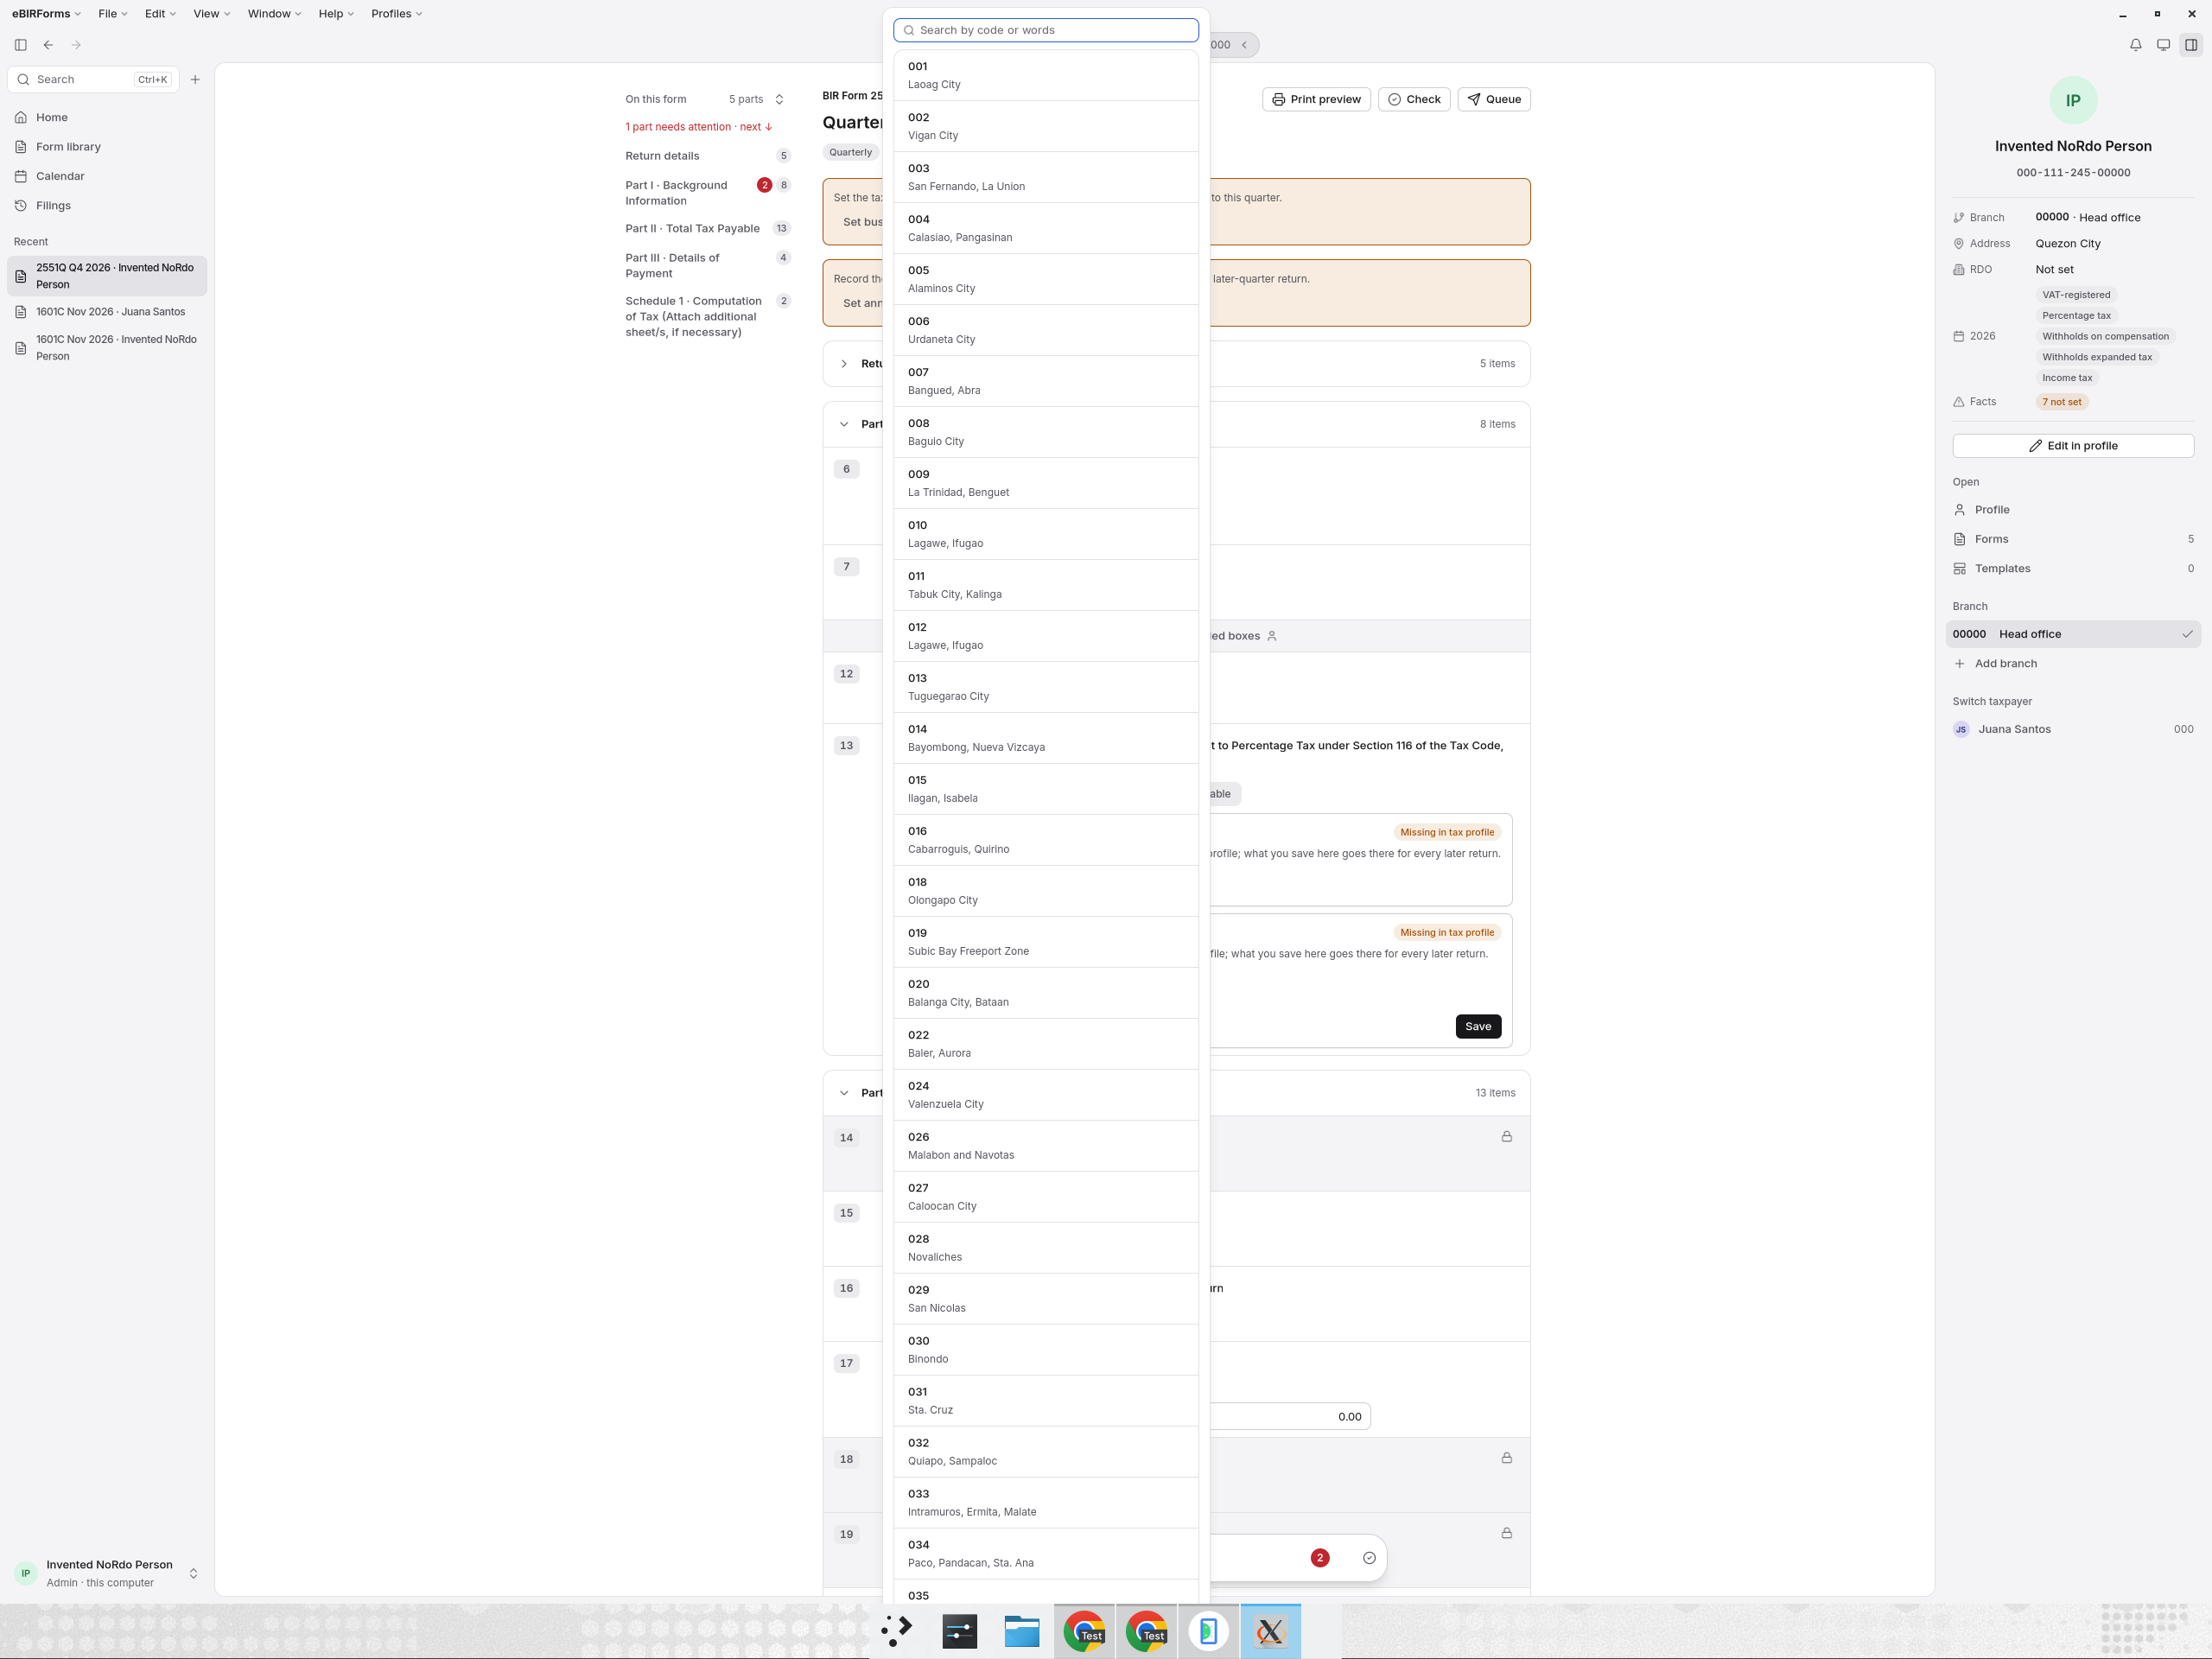 eBIRForms File Edit View Window Help Profiles
Search Ctrl+K
Home
Form library
Calendar
Filings
Recent
2551Q Q4 2026 · Invented NoRdo
Person
1601C Nov 2026 · Juana Santos
1601C Nov 2026 · Invented NoRdo
Person
Invented NoRdo Person
Admin · this computer
IP
On this form 5 parts
1 part needs attention · next ↓
Return details 5
Part I · Background
Information 2 8
Part II · Total Tax Payable 13
Part III · Details of
Payment 4
Schedule 1 · Computation
of Tax (Attach additional
sheet/s, if necessary) 2
000
BIR Form 25
Quarte
Quarterly
Print preview Check Queue
Set the ta
to this quarter.
Set bus
Record th
later-quarter return.
Set ann
Retu
5 items
Part
8 items
6
7
ed boxes
12
13
t to Percentage Tax under Section 116 of the Tax Code,
able
Missing in tax profile
rofile; what you save here goes there for every later return.
Missing in tax profile
file; what you save here goes there for every later return.
Save
Part
13 items
14
15
16
urn
17
0.00
18
19
2
Search by code or words
001
Laoag City
002
Vigan City
003
San Fernando, La Union
004
Calasiao, Pangasinan
005
Alaminos City
006
Urdaneta City
007
Bangued, Abra
008
Baguio City
009
La Trinidad, Benguet
010
Lagawe, Ifugao
011
Tabuk City, Kalinga
012
Lagawe, Ifugao
013
Tuguegarao City
014
Bayombong, Nueva Vizcaya
015
Ilagan, Isabela
016
Cabarroguis, Quirino
018
Olongapo City
019
Subic Bay Freeport Zone
020
Balanga City, Bataan
022
Baler, Aurora
024
Valenzuela City
026
Malabon and Navotas
027
Caloocan City
028
Novaliches
029
San Nicolas
030
Binondo
031
Sta. Cruz
032
Quiapo, Sampaloc
033
Intramuros, Ermita, Malate
034
Paco, Pandacan, Sta. Ana
035
IP
Invented NoRdo Person
000-111-245-00000
Branch 00000 · Head office
Address Quezon City
RDO Not set
2026
VAT-registered
Percentage tax
Withholds on compensation
Withholds expanded tax
Income tax
Facts 7 not set
Edit in profile
Open
Profile
Forms 5
Templates 0
Branch
00000 Head office
Add branch
Switch taxpayer
JS Juana Santos 000
Test
Test